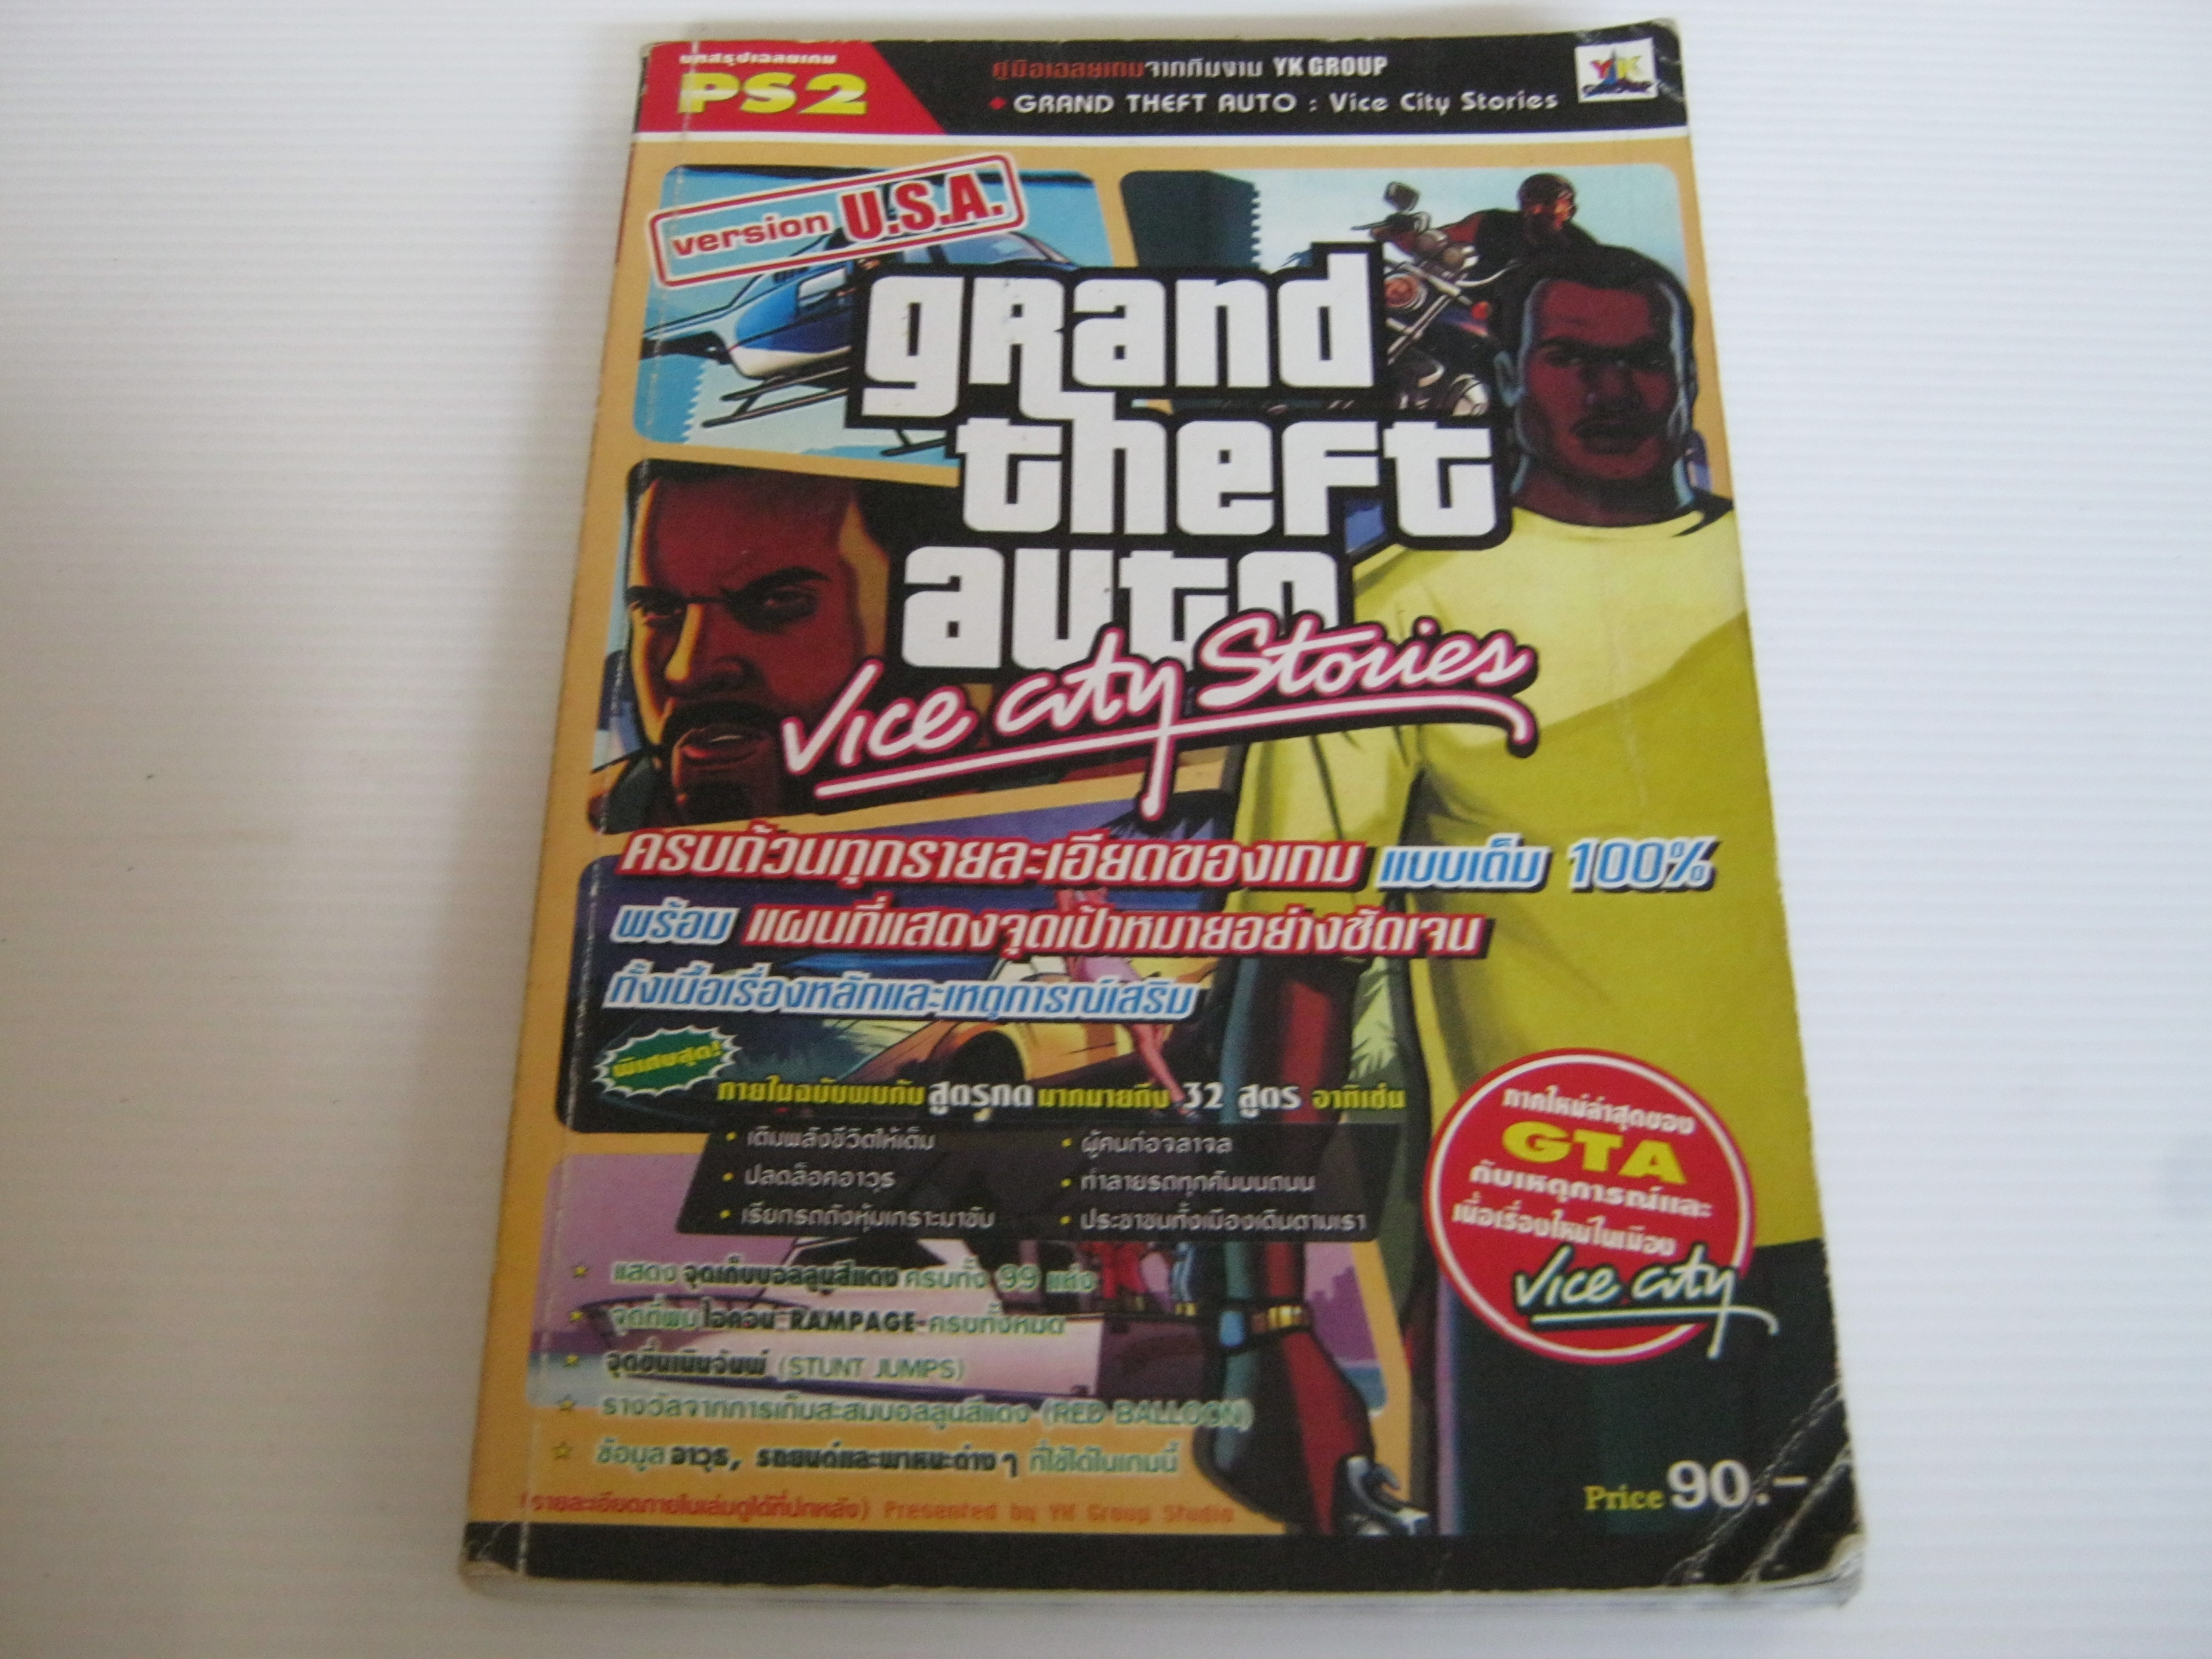 บทสรุปเฉลยเกม
PS2
คู่มือเฉลยเกมจากทีมงาน YK GROUP
GRAND THEFT AUTO : Vice City Stories
YK
version U.S.A.
grand
theft
auto
Vice City Stories
ครบถ้วนทุกรายละเอียดของเกม แบบเต็ม 100%
พร้อม แผนที่แสดงจุดเป้าหมายอย่างชัดเจน
ทั้งเนื้อเรื่องหลักและเหตุการณ์เสริม
พิเศษสุด!
ภายในฉบับพบกับ สูตรกด มากมายถึง 32 สูตร อาทิเช่น
• เติมพลังชีวิตให้เต็ม
• ปลดล็อคอาวุธ
• เรียกรถถังหุ้มเกราะมาขับ
• ผู้คนก่อจลาจล
• ทำลายรถทุกคันบนถนน
• ประชาชนทั้งเมืองเดินตามเรา
ภาคใหม่ล่าสุดของ
GTA
กับเหตุการณ์และ
เนื้อเรื่องใหม่ในเมือง
Vice City
แสดง จุดเก็บบอลลูนสีแดง ครบทั้ง 99 แห่ง
จุดที่พบ ไอคอน RAMPAGE ครบทั้งหมด
จุดขึ้นเนินจัมพ์ (STUNT JUMPS)
รางวัลจากการเก็บสะสมบอลลูนสีแดง (RED BALLOON)
ข้อมูล อาวุธ, รถยนต์และพาหนะต่าง ๆ ที่ใช้ได้ในเกมนี้
(รายละเอียดภายในเล่มดูได้ที่ปกหลัง) Presented by YK Group Studio
Price 90.-